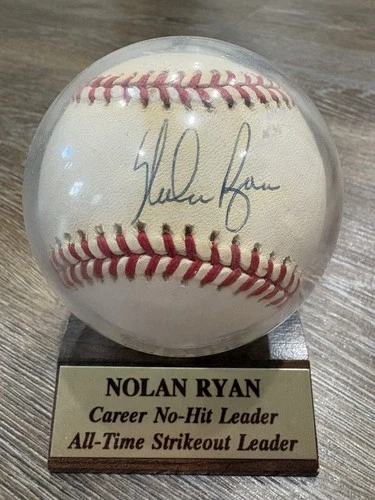 Nolan Ryan
NOLAN RYAN
Career No-Hit Leader
All-Time Strikeout Leader